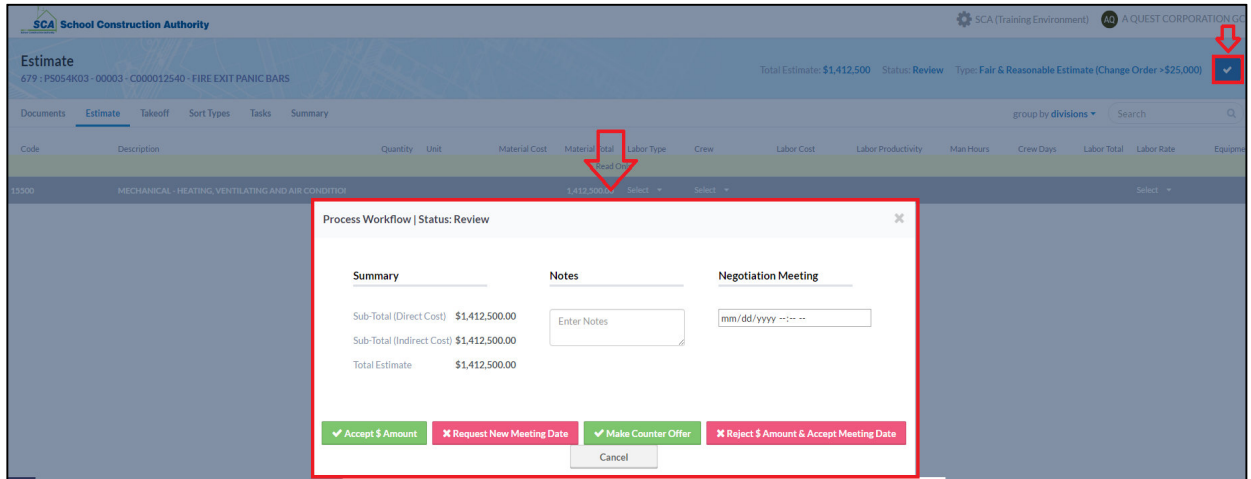 SCA School Construction Authority
SCA (Training Environment) AQ A QUEST CORPORATION GC
Estimate
679 : PS054K03 - 00003 - C000012540 - FIRE EXIT PANIC BARS
Total Estimate: $1,412,500 Status: Review Type: Fair & Reasonable Estimate (Change Order >$25,000)
Documents Estimate Takeoff Sort Types Tasks Summary group by divisions Search
Code Description Quantity Unit Material Cost Material Total Labor Type Crew Labor Cost Labor Productivity Man Hours Crew Days Labor Total Labor Rate Equipme
Read On
15500 MECHANICAL - HEATING, VENTILATING AND AIR CONDITIO 1,412,500.00 Select Select Select
Process Workflow | Status: Review
Summary Notes Negotiation Meeting
Sub-Total (Direct Cost) $1,412,500.00 Enter Notes mm/dd/yyyy --:-- --
Sub-Total (Indirect Cost) $1,412,500.00
Total Estimate $1,412,500.00
Accept $ Amount Request New Meeting Date Make Counter Offer Reject $ Amount & Accept Meeting Date
Cancel